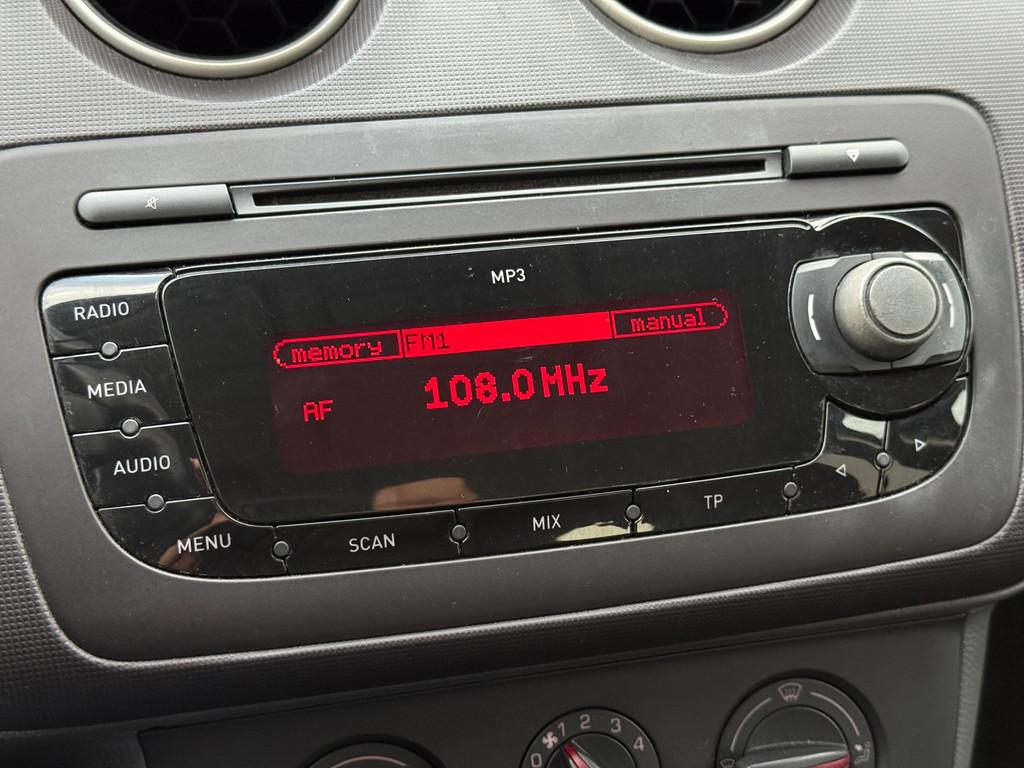 MP3
RADIO
memory FM1 manual
MEDIA
AF 108.0 MHz
AUDIO
MENU SCAN MIX TP
0 1 2 3 4